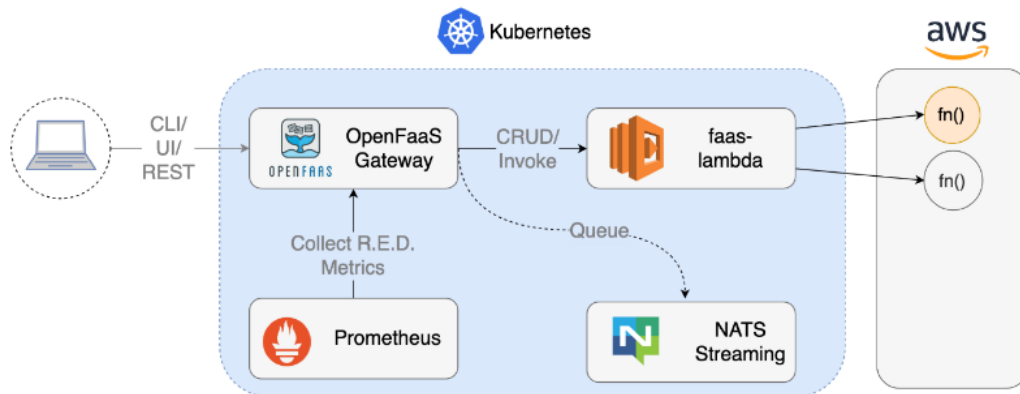 Kubernetes
aws
CLI/
UI/
REST
OPENFAAS
OpenFaaS
Gateway
CRUD/
Invoke
faas-
lambda
fn()
fn()
Queue
Collect R.E.D.
Metrics
Prometheus
N
NATS
Streaming